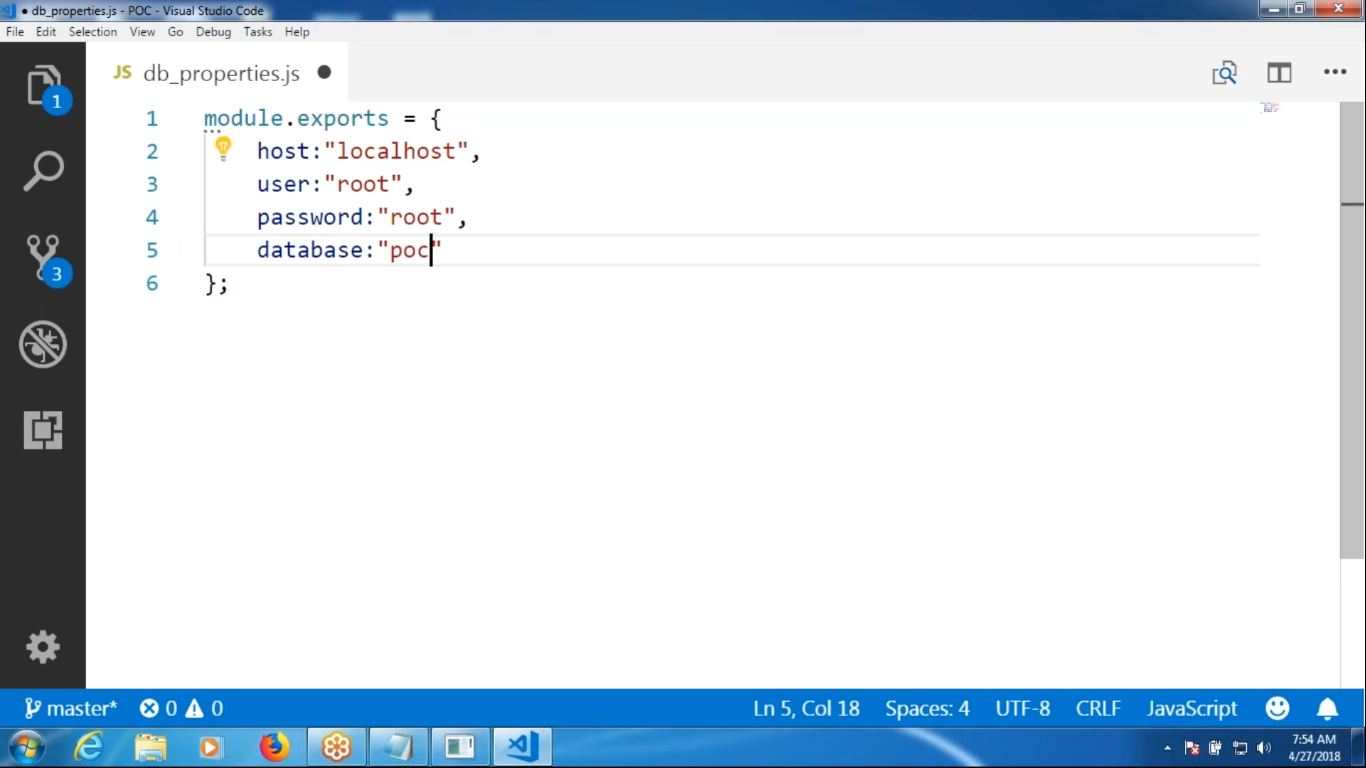 ● db_properties.js - POC - Visual Studio Code
File Edit Selection View Go Debug Tasks Help
JS db_properties.js ●
1 module.exports = {
2 host:"localhost",
3 user:"root",
4 password:"root",
5 database:"poc"
6 };
1
3
master* 0 0 Ln 5, Col 18 Spaces: 4 UTF-8 CRLF JavaScript
7:54 AM
4/27/2018